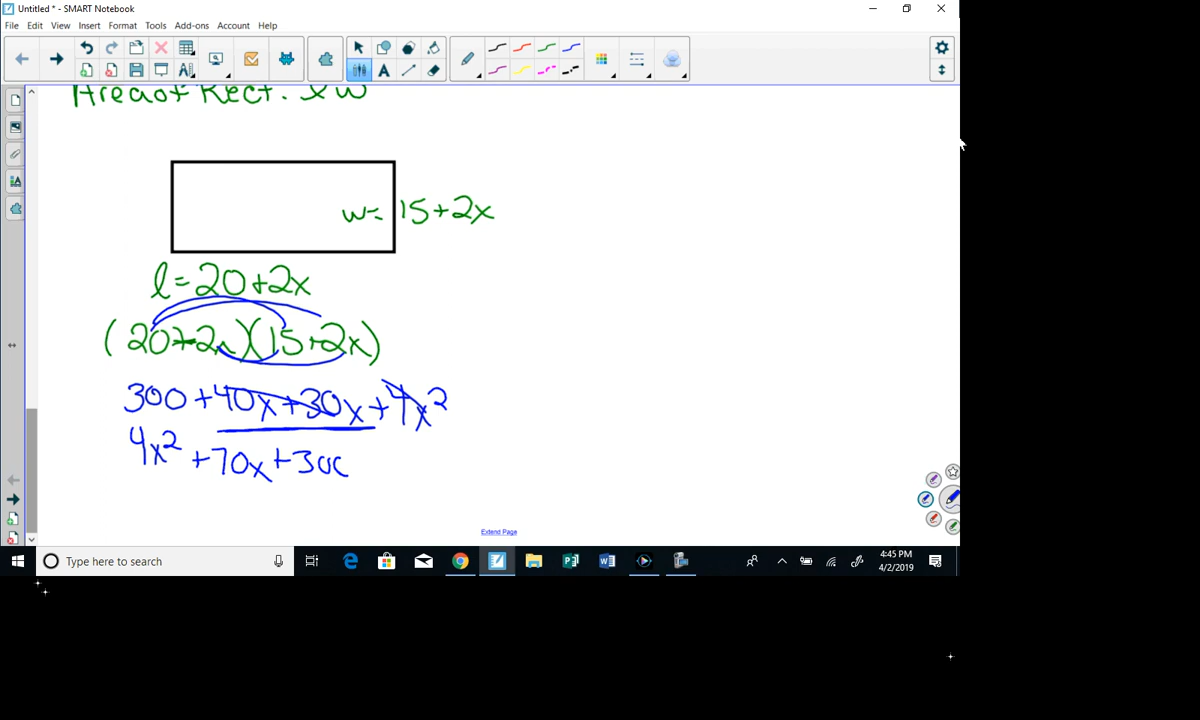 Untitled * - SMART Notebook
File Edit View Insert Format Tools Add-ons Account Help
Area of Rect. l w
w= 15+2x
l=20+2x
(20+2x)(15+2x)
300+40x+30x+4x²
4x²+70x+300
Extend Page
Type here to search
4:45 PM
4/2/2019